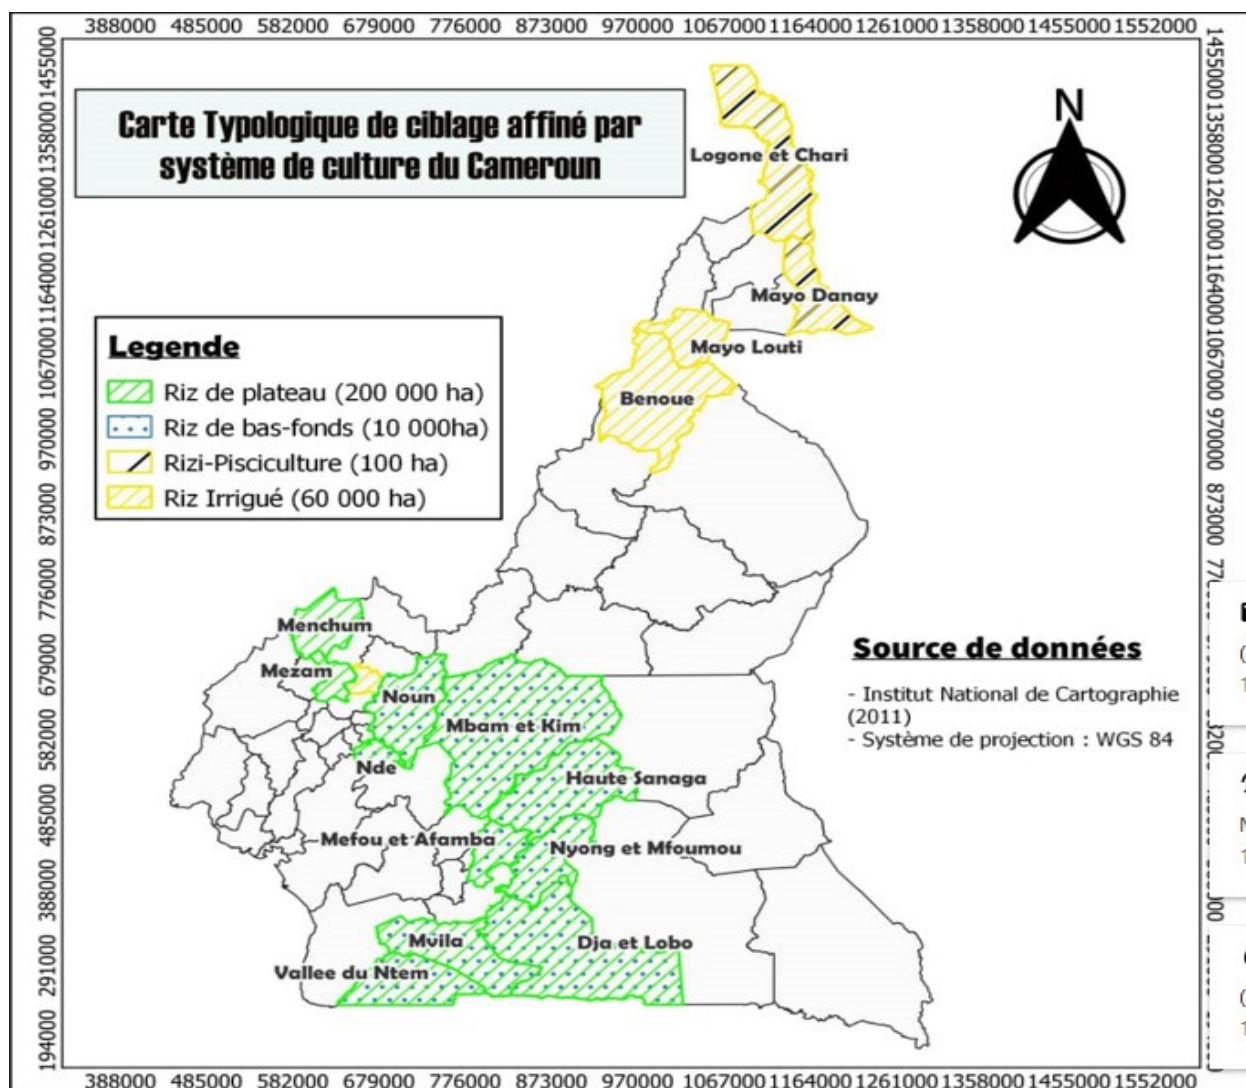 388000 485000 582000 679000 776000 873000 970000 1067000 1164000 1261000 1358000 1455000 1552000
Carte Typologique de ciblage affiné par
système de culture du Cameroun
N
Logone et Chari
Mayo Danay
Mayo Louti
Benoue
Legende
Riz de plateau (200 000 ha)
Riz de bas-fonds (10 000ha)
Rizi-Pisciculture (100 ha)
Riz Irrigué (60 000 ha)
Menchum
Mezam
Noun
Mbam et Kim
Nde
Haute Sanaga
Mefou et Afamba
Nyong et Mfoumou
Mvila
Dja et Lobo
Vallee du Ntem
Source de données
- Institut National de Cartographie
(2011)
- Système de projection : WGS 84
1455000
1358000
1261000
1164000
1067000
970000
873000
776000
679000
582000
485000
388000
291000
194000
1455000
1358000
1261000
1164000
1067000
970000
873000
388000 485000 582000 679000 776000 873000 970000 1067000 1164000 1261000 1358000 1455000 1552000